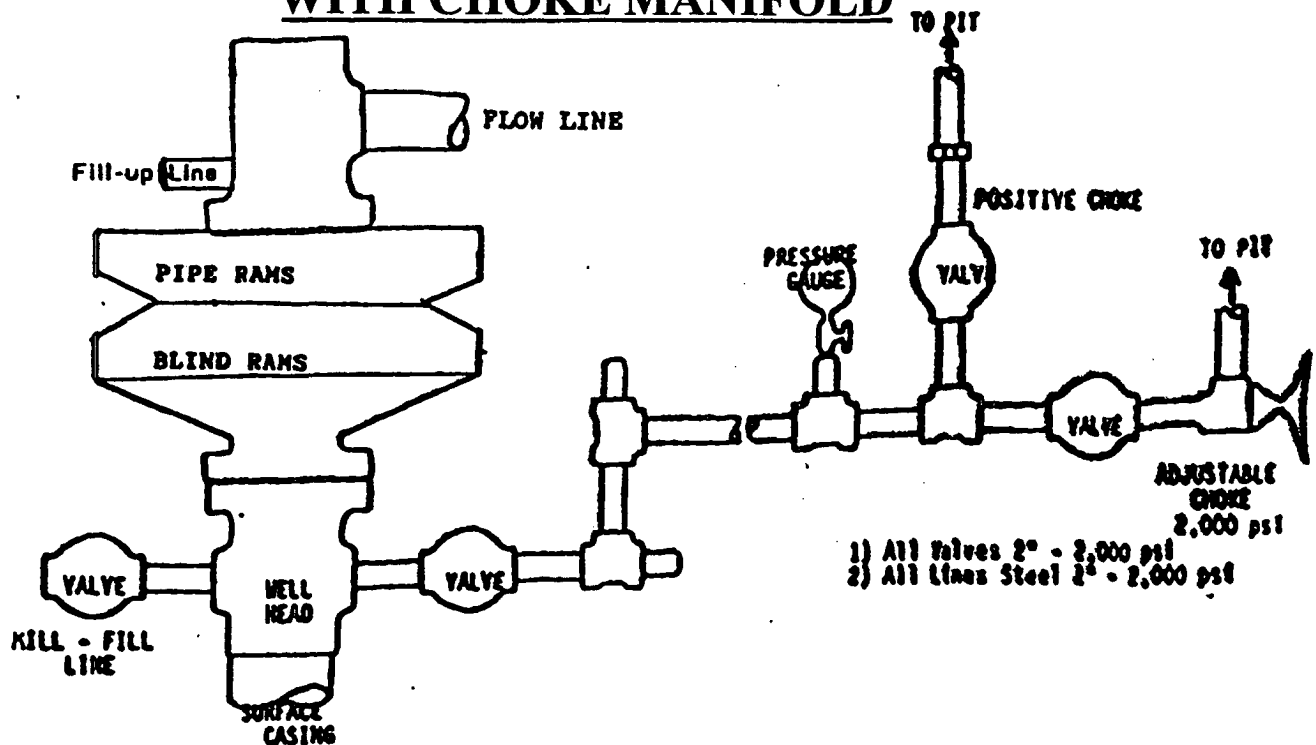 WITH CHOKE MANIFOLD
TO PIT
FLOW LINE
Fill-up Line
POSITIVE CHOKE
PIPE RAMS
PRESSURE
GAUGE
VALV
TO PIT
BLIND RAMS
VALVE
ADJUSTABLE
CHOKE
2,000 psi
1) All Valves 2" - 2,000 psi
2) All Lines Steel 2" - 2,000 psi
VALVE
WELL
HEAD
VALVE
KILL - FILL
LINE
SURFACE
CASING